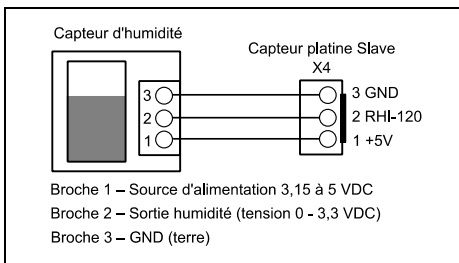 Capteur d'humidité
Capteur platine Slave
X4
3 3 GND
2 2 RHI-120
1 1 +5V
Broche 1 – Source d'alimentation 3,15 à 5 VDC
Broche 2 – Sortie humidité (tension 0 - 3,3 VDC)
Broche 3 – GND (terre)